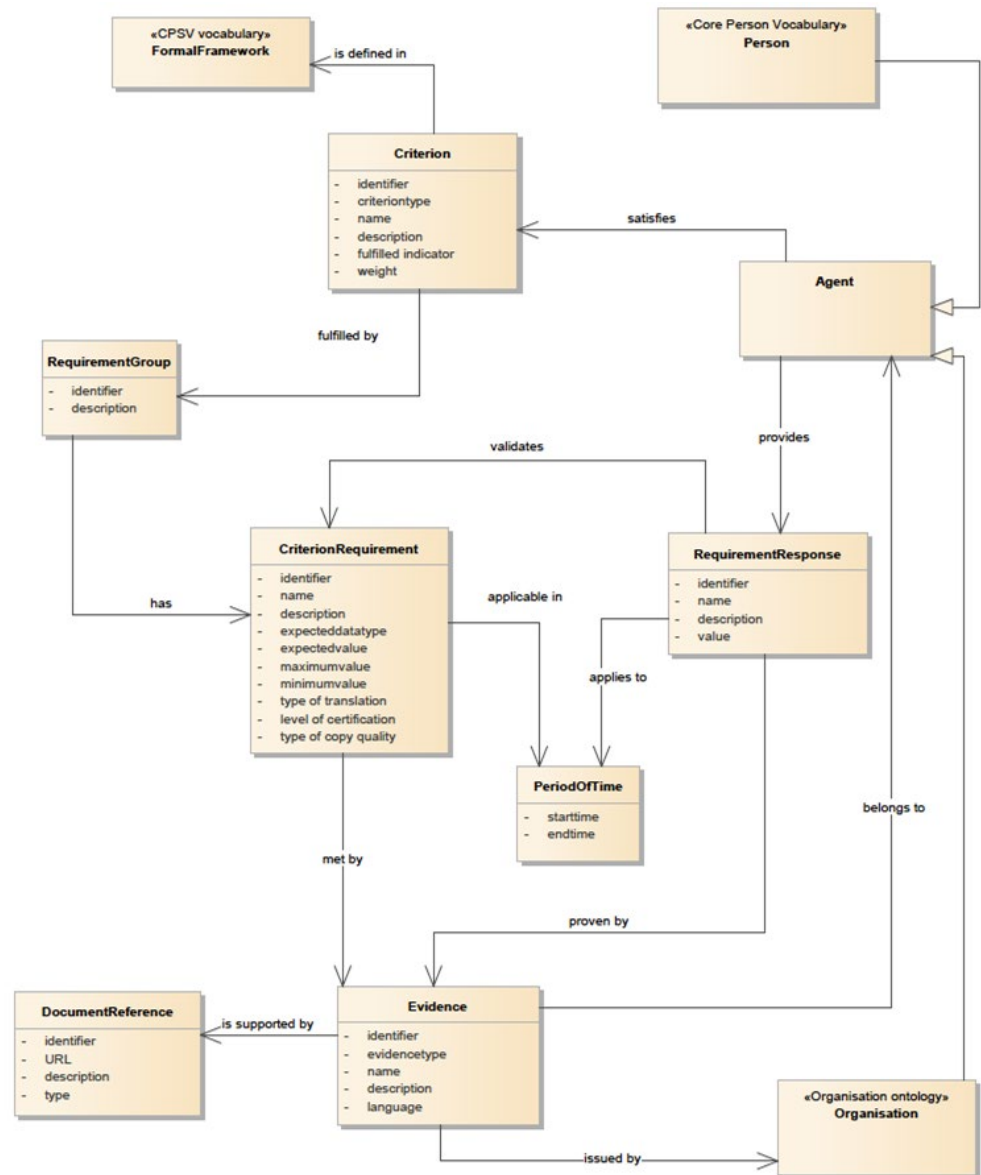 «CPSV vocabulary»
FormalFramework
«Core Person Vocabulary»
Person
is defined in
Criterion
- identifier
- criteriontype
- name
- description
- fulfilled indicator
- weight
satisfies
Agent
fulfilled by
RequirementGroup
- identifier
- description
provides
validates
CriterionRequirement
- identifier
- name
- description
- expecteddatatype
- expectedvalue
- maximumvalue
- minimumvalue
- type of translation
- level of certification
- type of copy quality
RequirementResponse
- identifier
- name
- description
- value
has
applicable in
applies to
PeriodOfTime
- starttime
- endtime
belongs to
met by
proven by
DocumentReference
- identifier
- URL
- description
- type
is supported by
Evidence
- identifier
- evidencetype
- name
- description
- language
«Organisation ontology»
Organisation
issued by